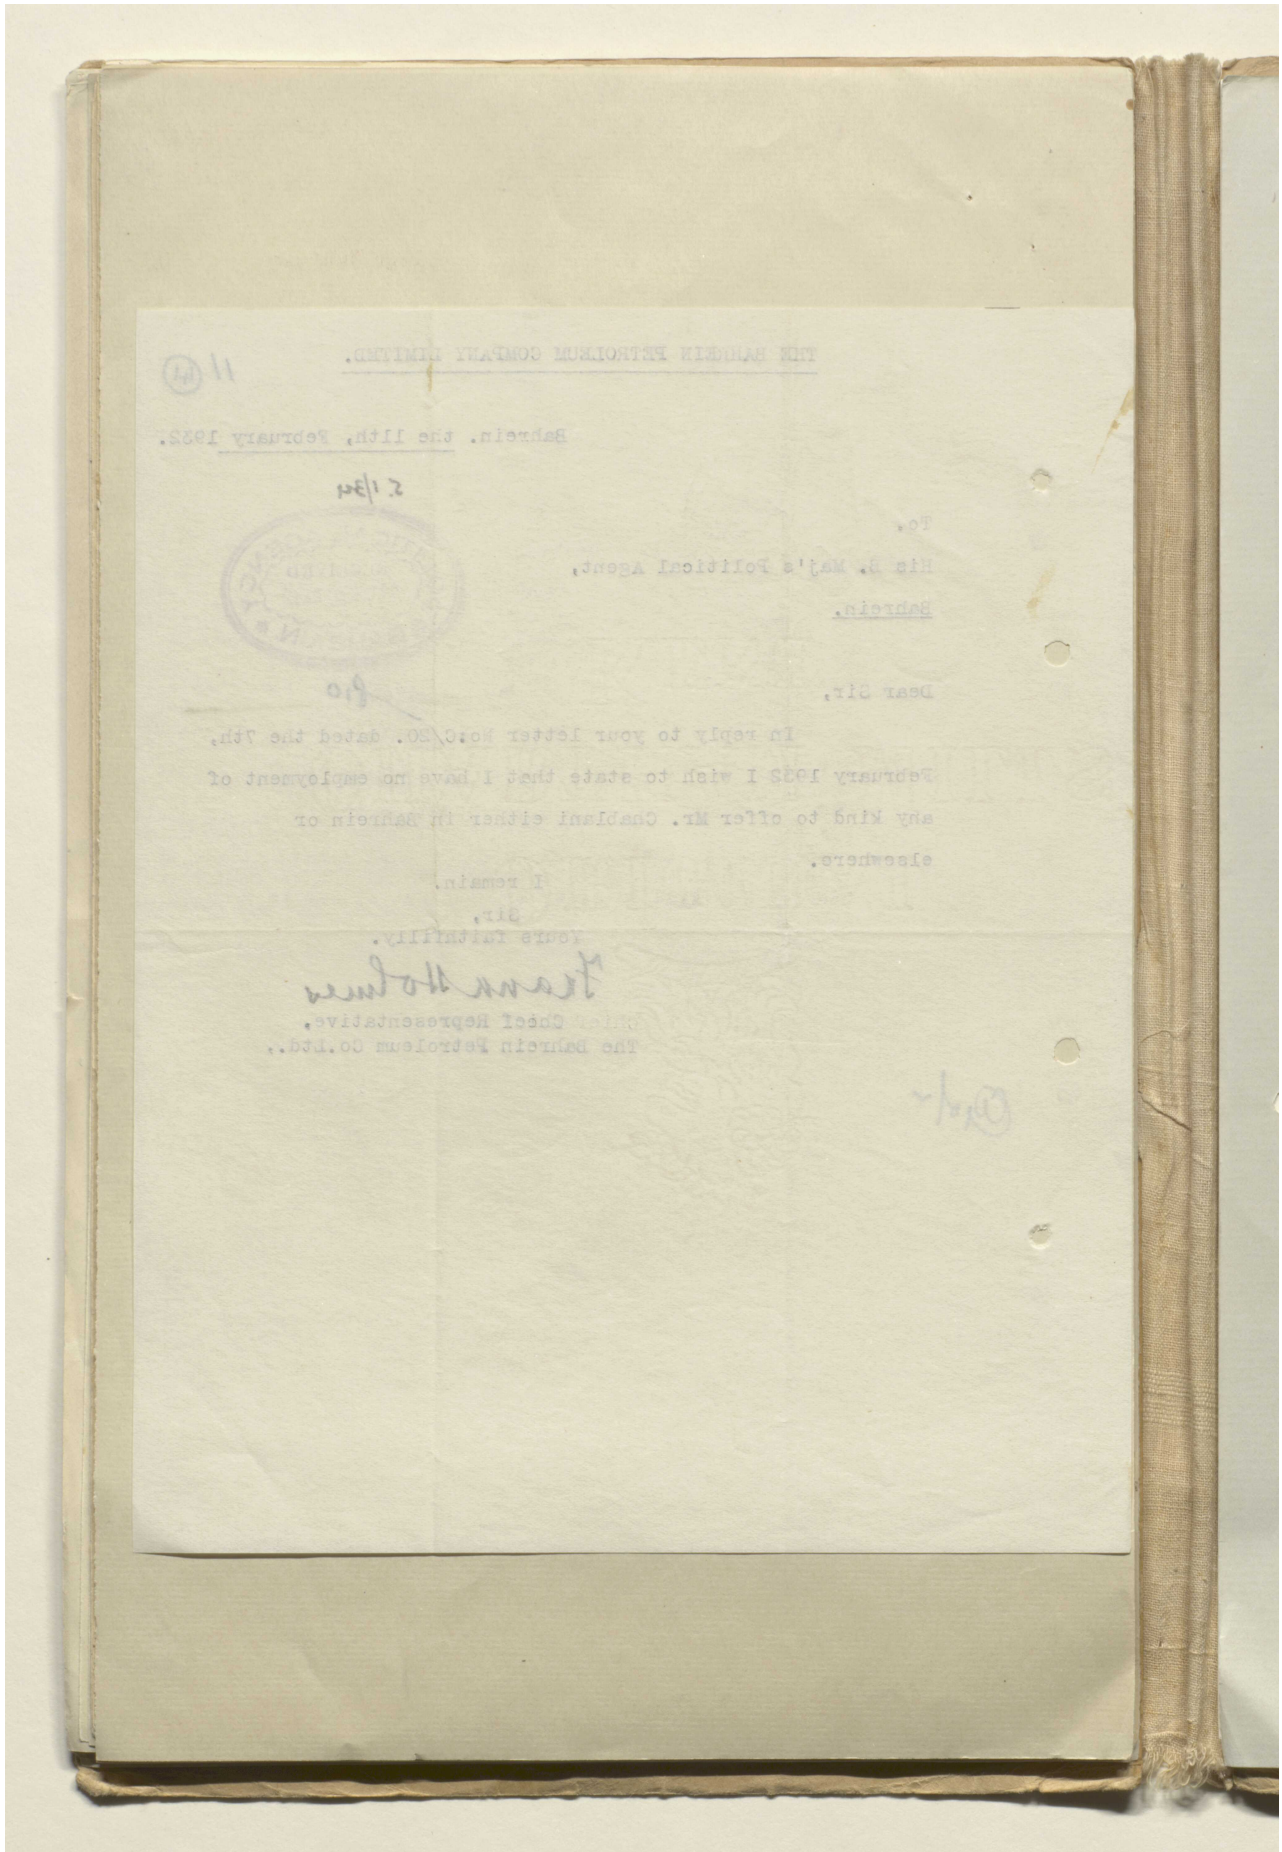 THE BAHREIN PETROLEUM COMPANY LIMITED.
11
Bahrein. the 11th, February 1932.
To.
His B. Maj's Political Agent,
Bahrein.
Dear Sir,
In reply to your letter No:C/20. dated the 7th,
February 1932 I wish to state that I have no employment of
any kind to offer Mr. Chablani either in Bahrein or
elsewhere.
I remain.
Sir,
Yours faithfully.
Frank Holmes
Chief Representative,
The Bahrein Petroleum Co.Ltd.,